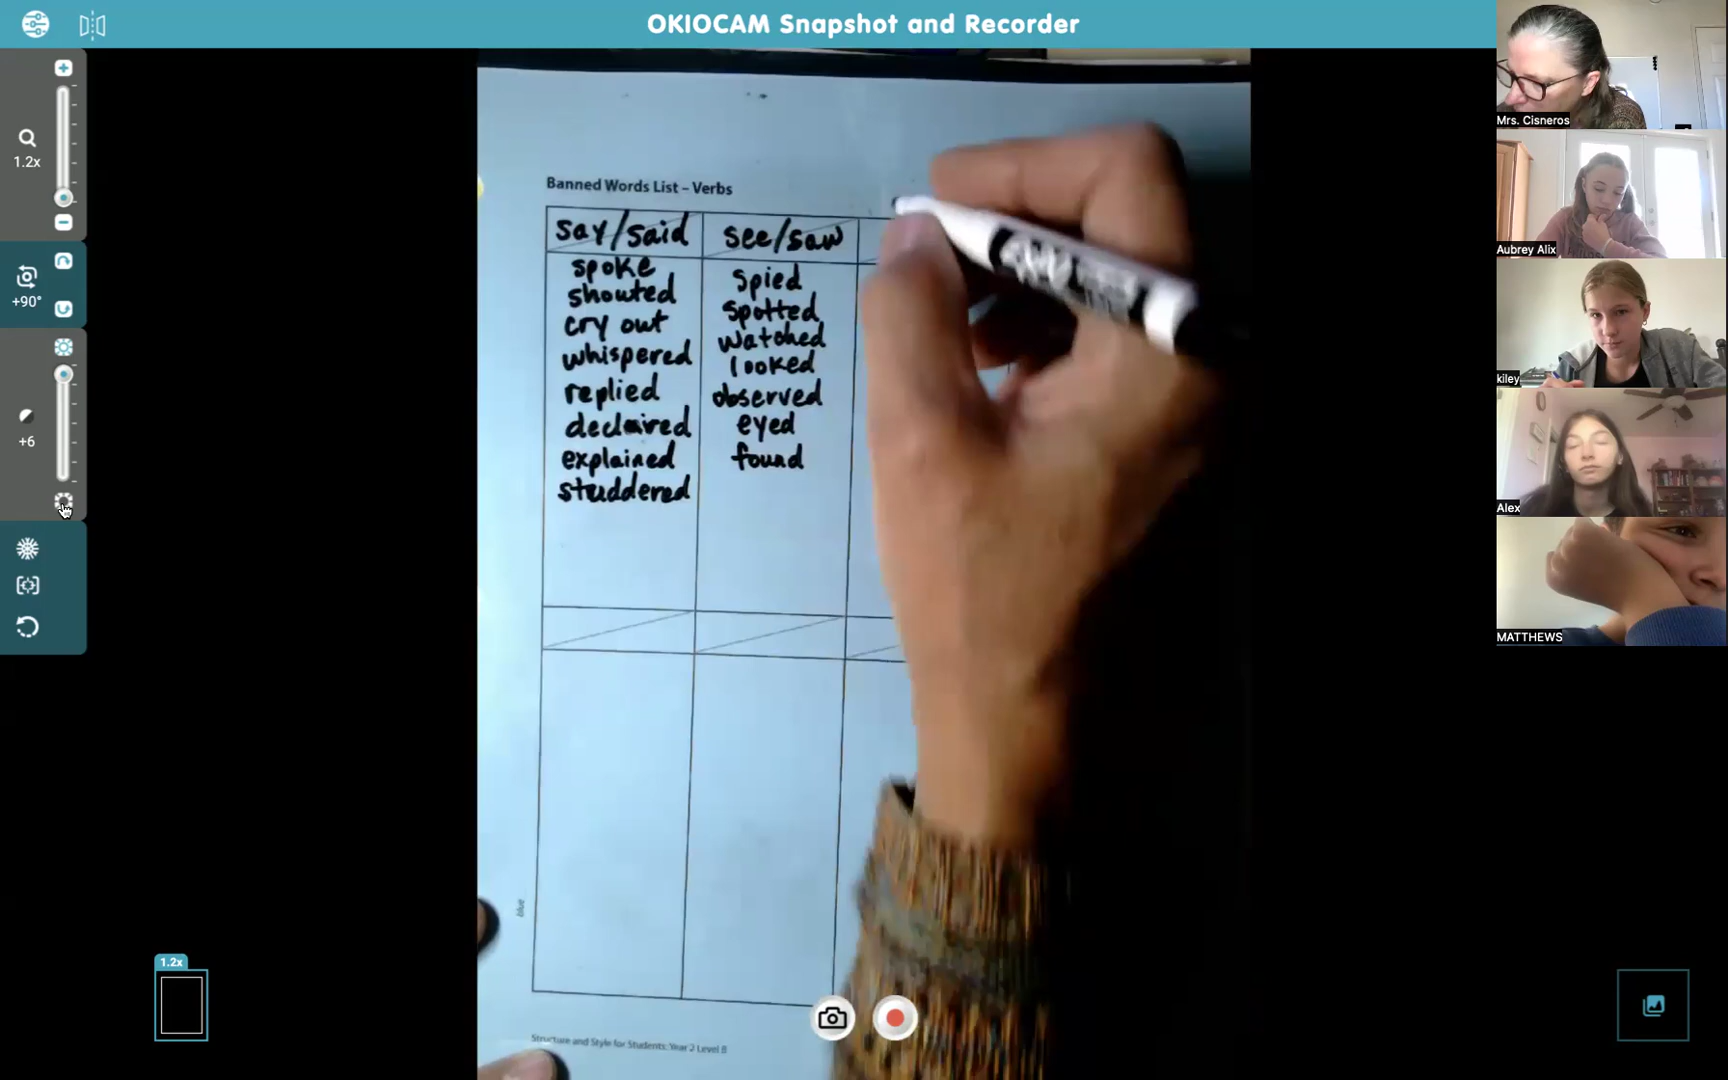 OKIOCAM Snapshot and Recorder
1.2x
+90°
+6
1.2x
Banned Words List – Verbs
say/said
spoke
shouted
cry out
whispered
replied
declaired
explained
studdered
see/saw
spied
spotted
watched
looked
observed
eyed
found
blue
Structure and Style for Students: Year 2 Level B
Mrs. Cisneros
Aubrey Alix
kiley
Alex
MATTHEWS